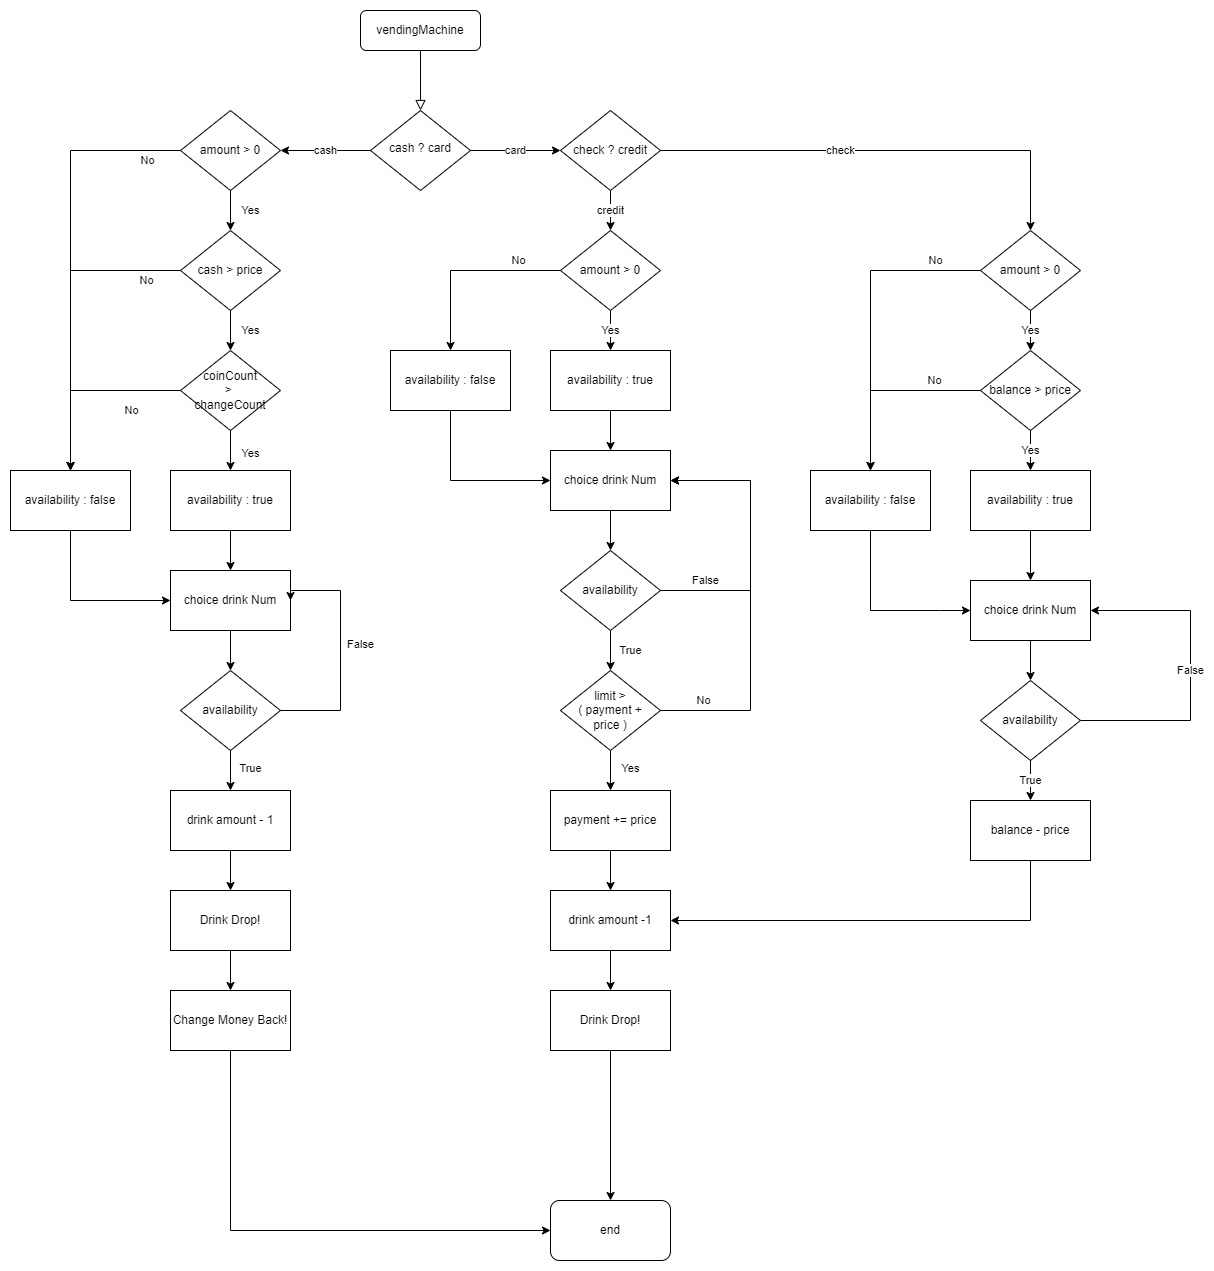 vendingMachine
amount > 0
cash
cash ? card
card
check ? credit
check
No
Yes
credit
cash > price
No
No
amount > 0
No
amount > 0
Yes
Yes
Yes
coinCount
>
changeCount
No
availability : false
availability : true
No
balance > price
Yes
Yes
availability : false
availability : true
choice drink Num
availability : false
availability : true
choice drink Num
False
availability
False
choice drink Num
True
False
availability
limit >
( payment +
price )
No
availability
True
Yes
True
drink amount - 1
payment += price
balance - price
Drink Drop!
drink amount -1
Change Money Back!
Drink Drop!
end